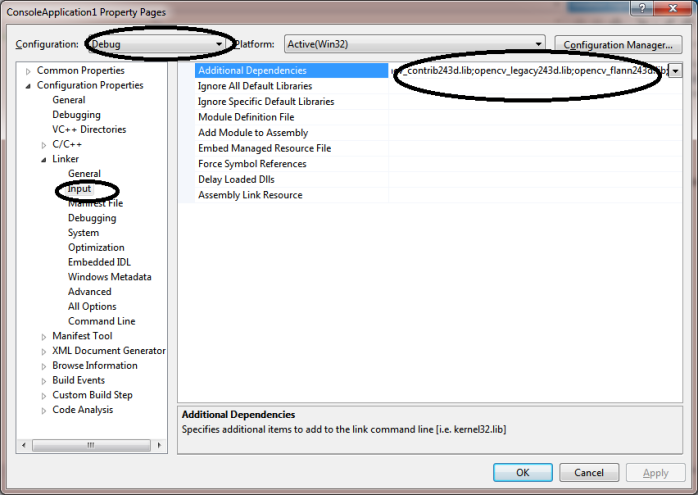 ConsoleApplication1 Property Pages
Configuration: Debug Platform: Active(Win32) Configuration Manager...
Common Properties
Configuration Properties
General
Debugging
VC++ Directories
C/C++
Linker
General
Input
Manifest File
Debugging
System
Optimization
Embedded IDL
Windows Metadata
Advanced
All Options
Command Line
Manifest Tool
XML Document Generator
Browse Information
Build Events
Custom Build Step
Code Analysis
Additional Dependencies _contrib243d.lib;opencv_legacy243d.lib;opencv_flann243d.lib;
Ignore All Default Libraries
Ignore Specific Default Libraries
Module Definition File
Add Module to Assembly
Embed Managed Resource File
Force Symbol References
Delay Loaded Dlls
Assembly Link Resource
Additional Dependencies
Specifies additional items to add to the link command line [i.e. kernel32.lib]
OK Cancel Apply